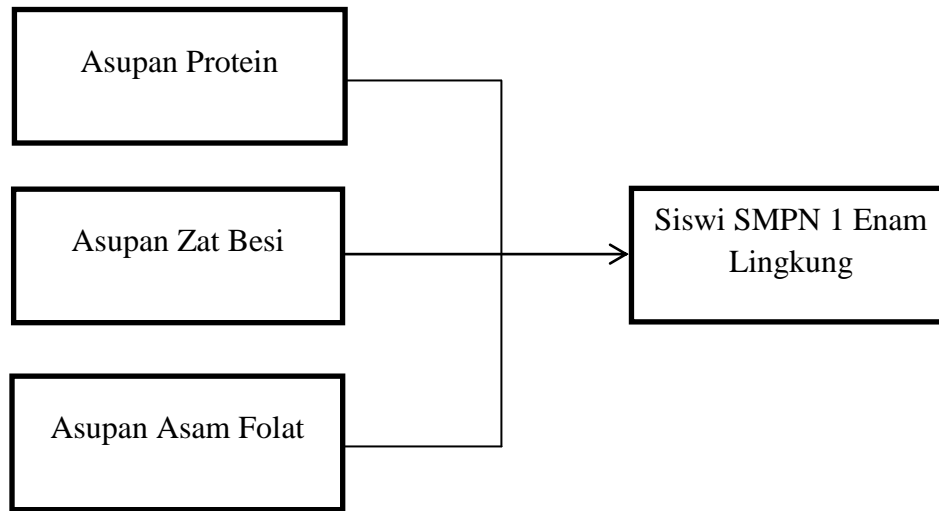 Asupan Protein
Asupan Zat Besi
Siswi SMPN 1 Enam
Lingkung
Asupan Asam Folat